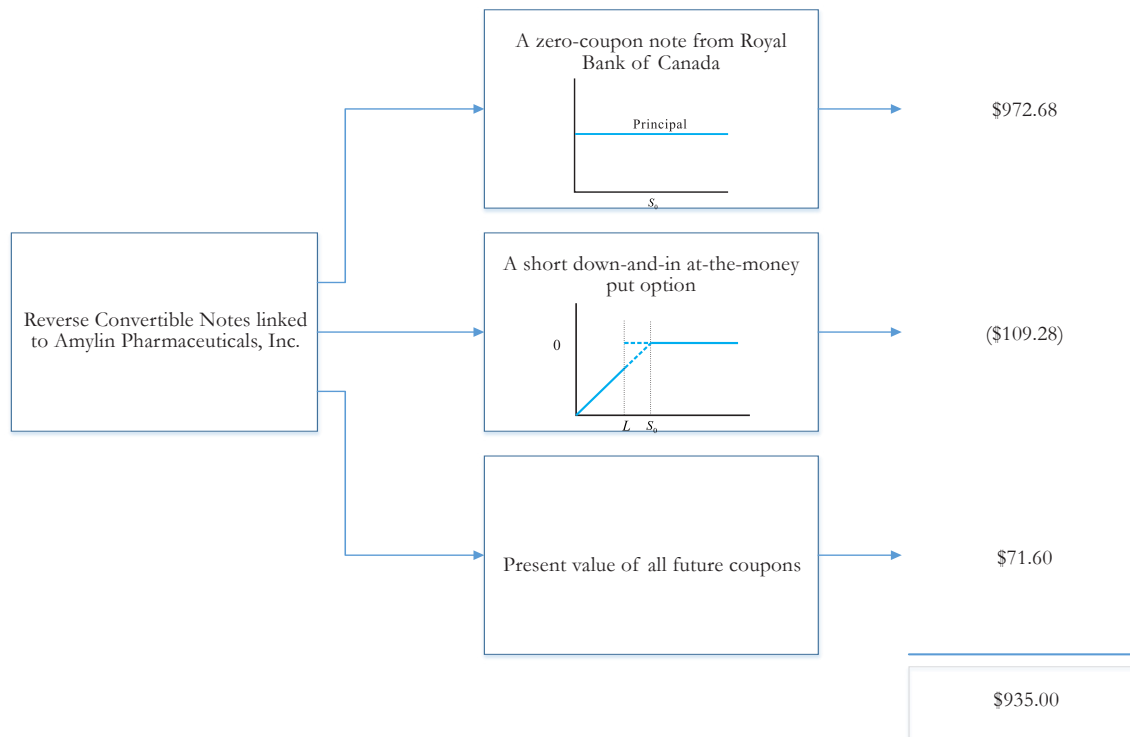 A zero-coupon note from Royal
Bank of Canada
Principal
S₀
$972.68
Reverse Convertible Notes linked
to Amylin Pharmaceuticals, Inc.
A short down-and-in at-the-money
put option
0
L S₀
($109.28)
Present value of all future coupons
$71.60
$935.00